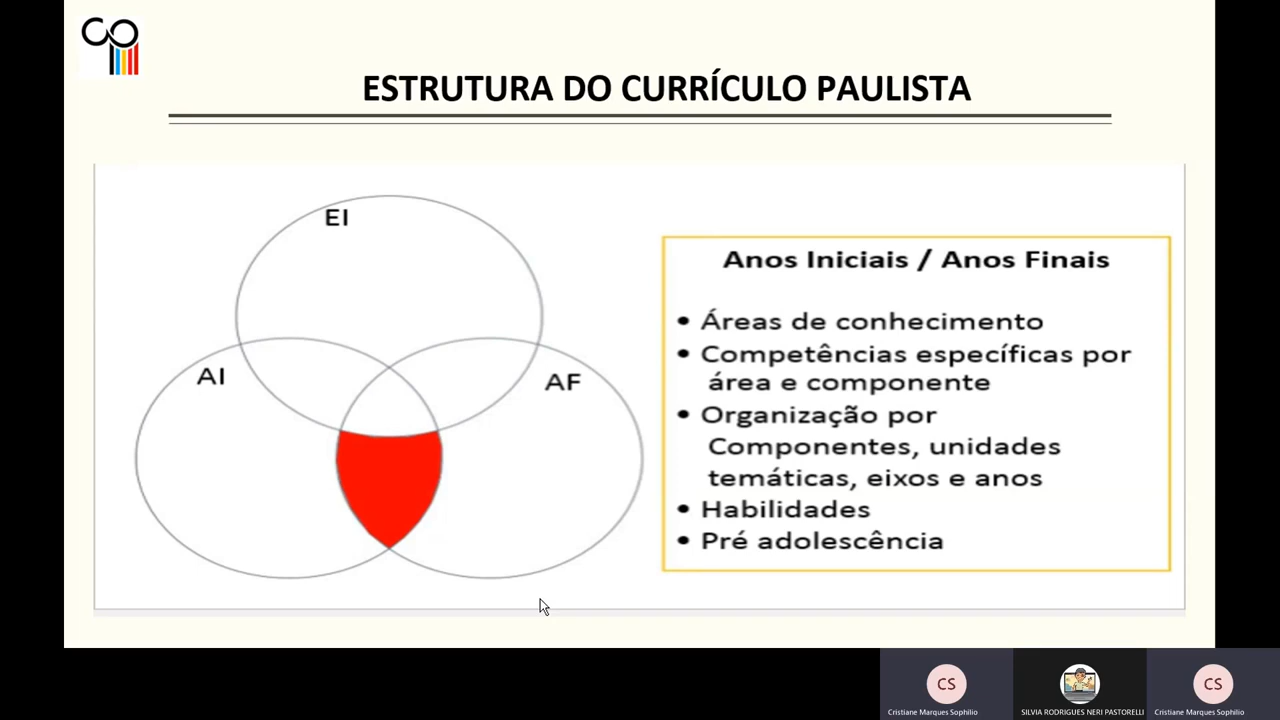 ESTRUTURA DO CURRÍCULO PAULISTA
EI
AI
AF
Anos Iniciais / Anos Finais
• Áreas de conhecimento
• Competências específicas por
área e componente
• Organização por
Componentes, unidades
temáticas, eixos e anos
• Habilidades
• Pré adolescência
CS
CS
Cristiane Marques Sophilio
SILVIA RODRIGUES NERI PASTORELLI
Cristiane Marques Sophilio